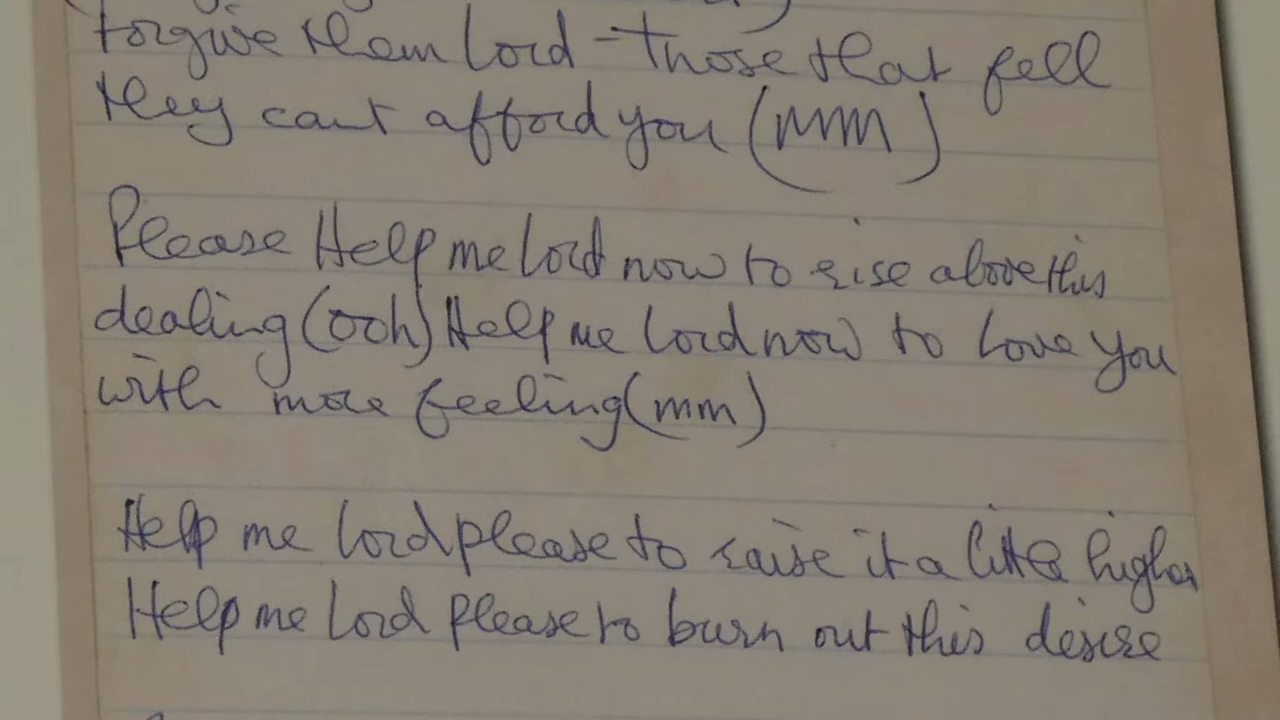 forgive them lord - those that feel
they cant afford you (mmm)
Please Help me lord now to rise above this
dealing (ooh) Help me lord now to love you
with more feeling (mm)
Help me lord please to raise it a little higher
Help me lord please to burn out this desire